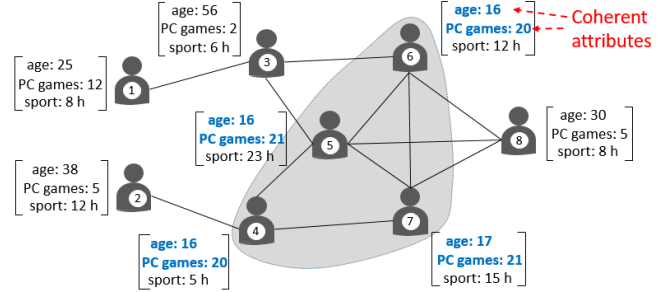 age: 56
PC games: 2
sport: 6 h
3
age: 16
PC games: 20
sport: 12 h
6
Coherent
attributes
age: 25
PC games: 12
sport: 8 h
1
age: 16
PC games: 21
sport: 23 h
5
age: 30
PC games: 5
sport: 8 h
8
age: 38
PC games: 5
sport: 12 h
2
age: 16
PC games: 20
sport: 5 h
4
age: 17
PC games: 21
sport: 15 h
7